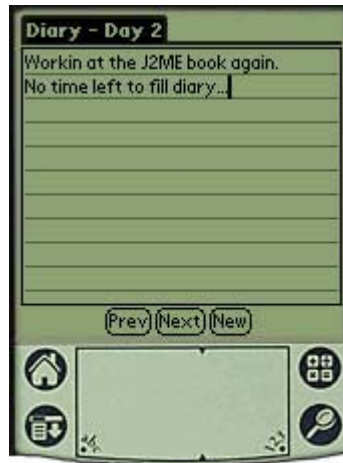 Diary - Day 2
Workin at the J2ME book again.
No time left to fill diary...
Prev Next New